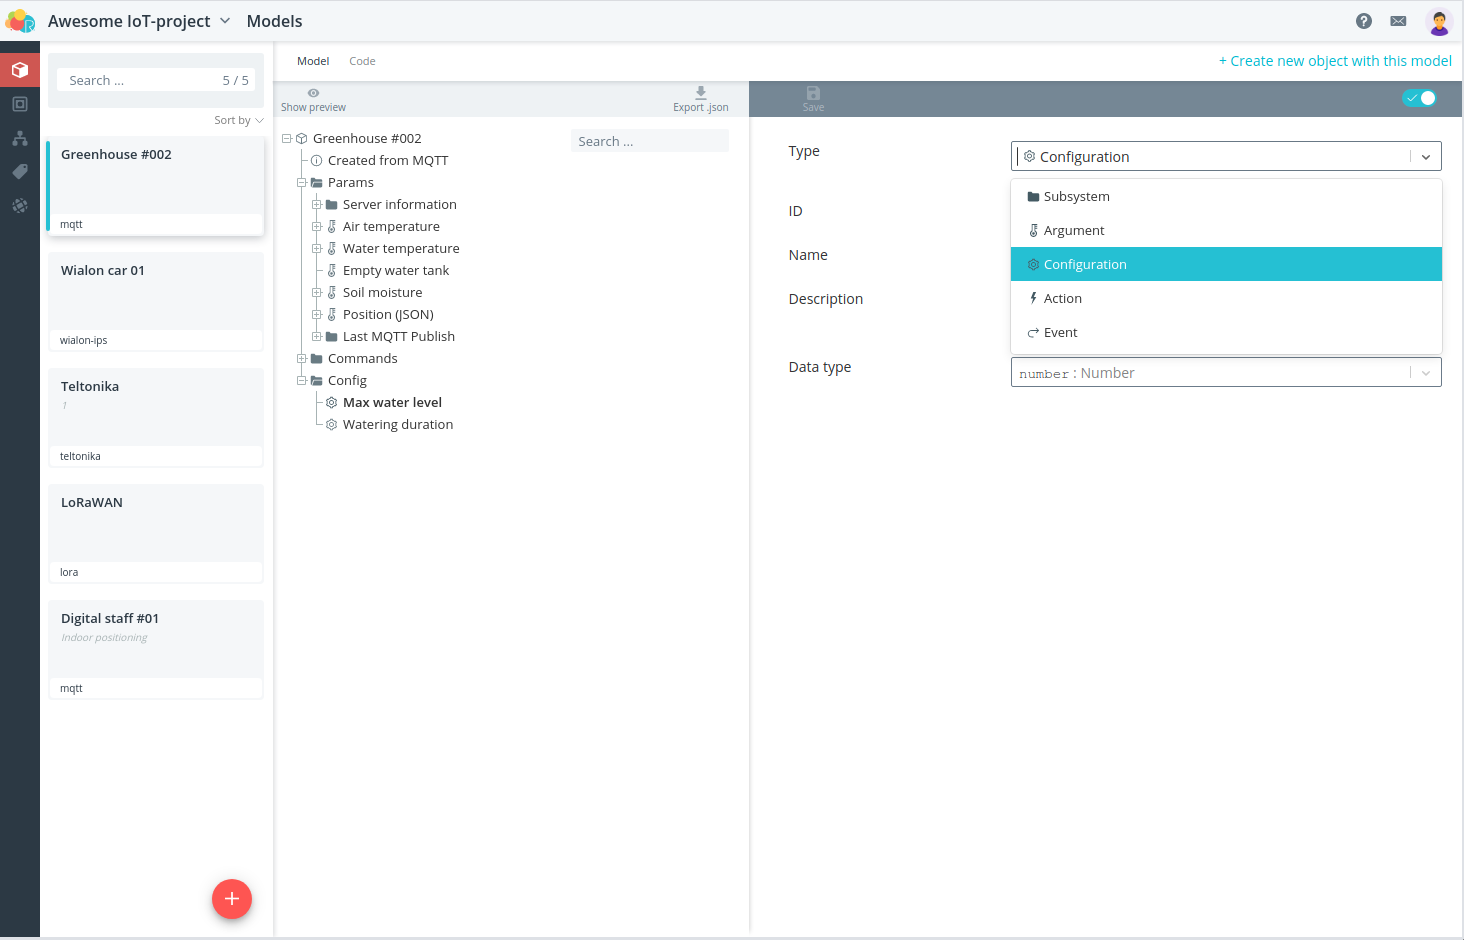 Awesome IoT-project Models
Search ... 5 / 5
Sort by
Greenhouse #002
mqtt
Wialon car 01
wialon-ips
Teltonika
1
teltonika
LoRaWAN
lora
Digital staff #01
Indoor positioning
mqtt
Model Code
+ Create new object with this model
Show preview
Export .json
Save
Greenhouse #002
Search ...
Created from MQTT
Params
Server information
Air temperature
Water temperature
Empty water tank
Soil moisture
Position (JSON)
Last MQTT Publish
Commands
Config
Max water level
Watering duration
Type
Configuration
Subsystem
ID
Argument
Name
Configuration
Description
Action
Event
Data type
number : Number